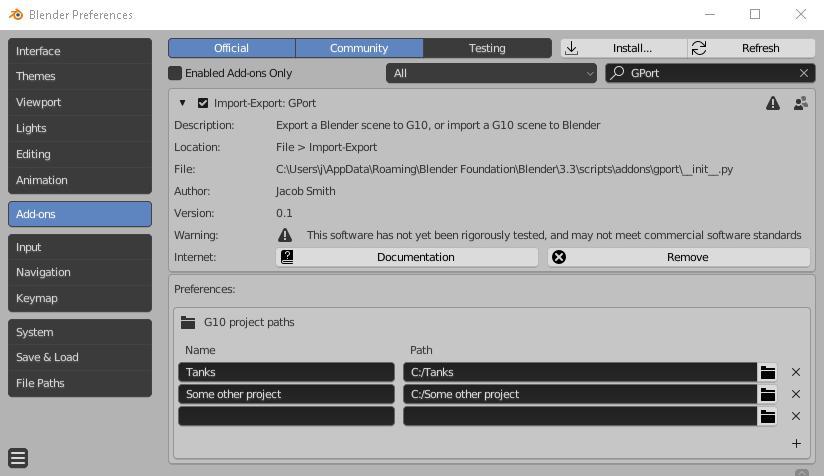 Blender Preferences
Interface
Themes
Viewport
Lights
Editing
Animation
Add-ons
Input
Navigation
Keymap
System
Save & Load
File Paths
Official Community Testing Install... Refresh
Enabled Add-ons Only All GPort
Import-Export: GPort
Description: Export a Blender scene to G10, or import a G10 scene to Blender
Location: File > Import-Export
File: C:\Users\j\AppData\Roaming\Blender Foundation\Blender\3.3\scripts\addons\gport\__init__.py
Author: Jacob Smith
Version: 0.1
Warning: This software has not yet been rigorously tested, and may not meet commercial software standards
Internet: Documentation Remove
Preferences:
G10 project paths
Name Path
Tanks C:/Tanks
Some other project C:/Some other project